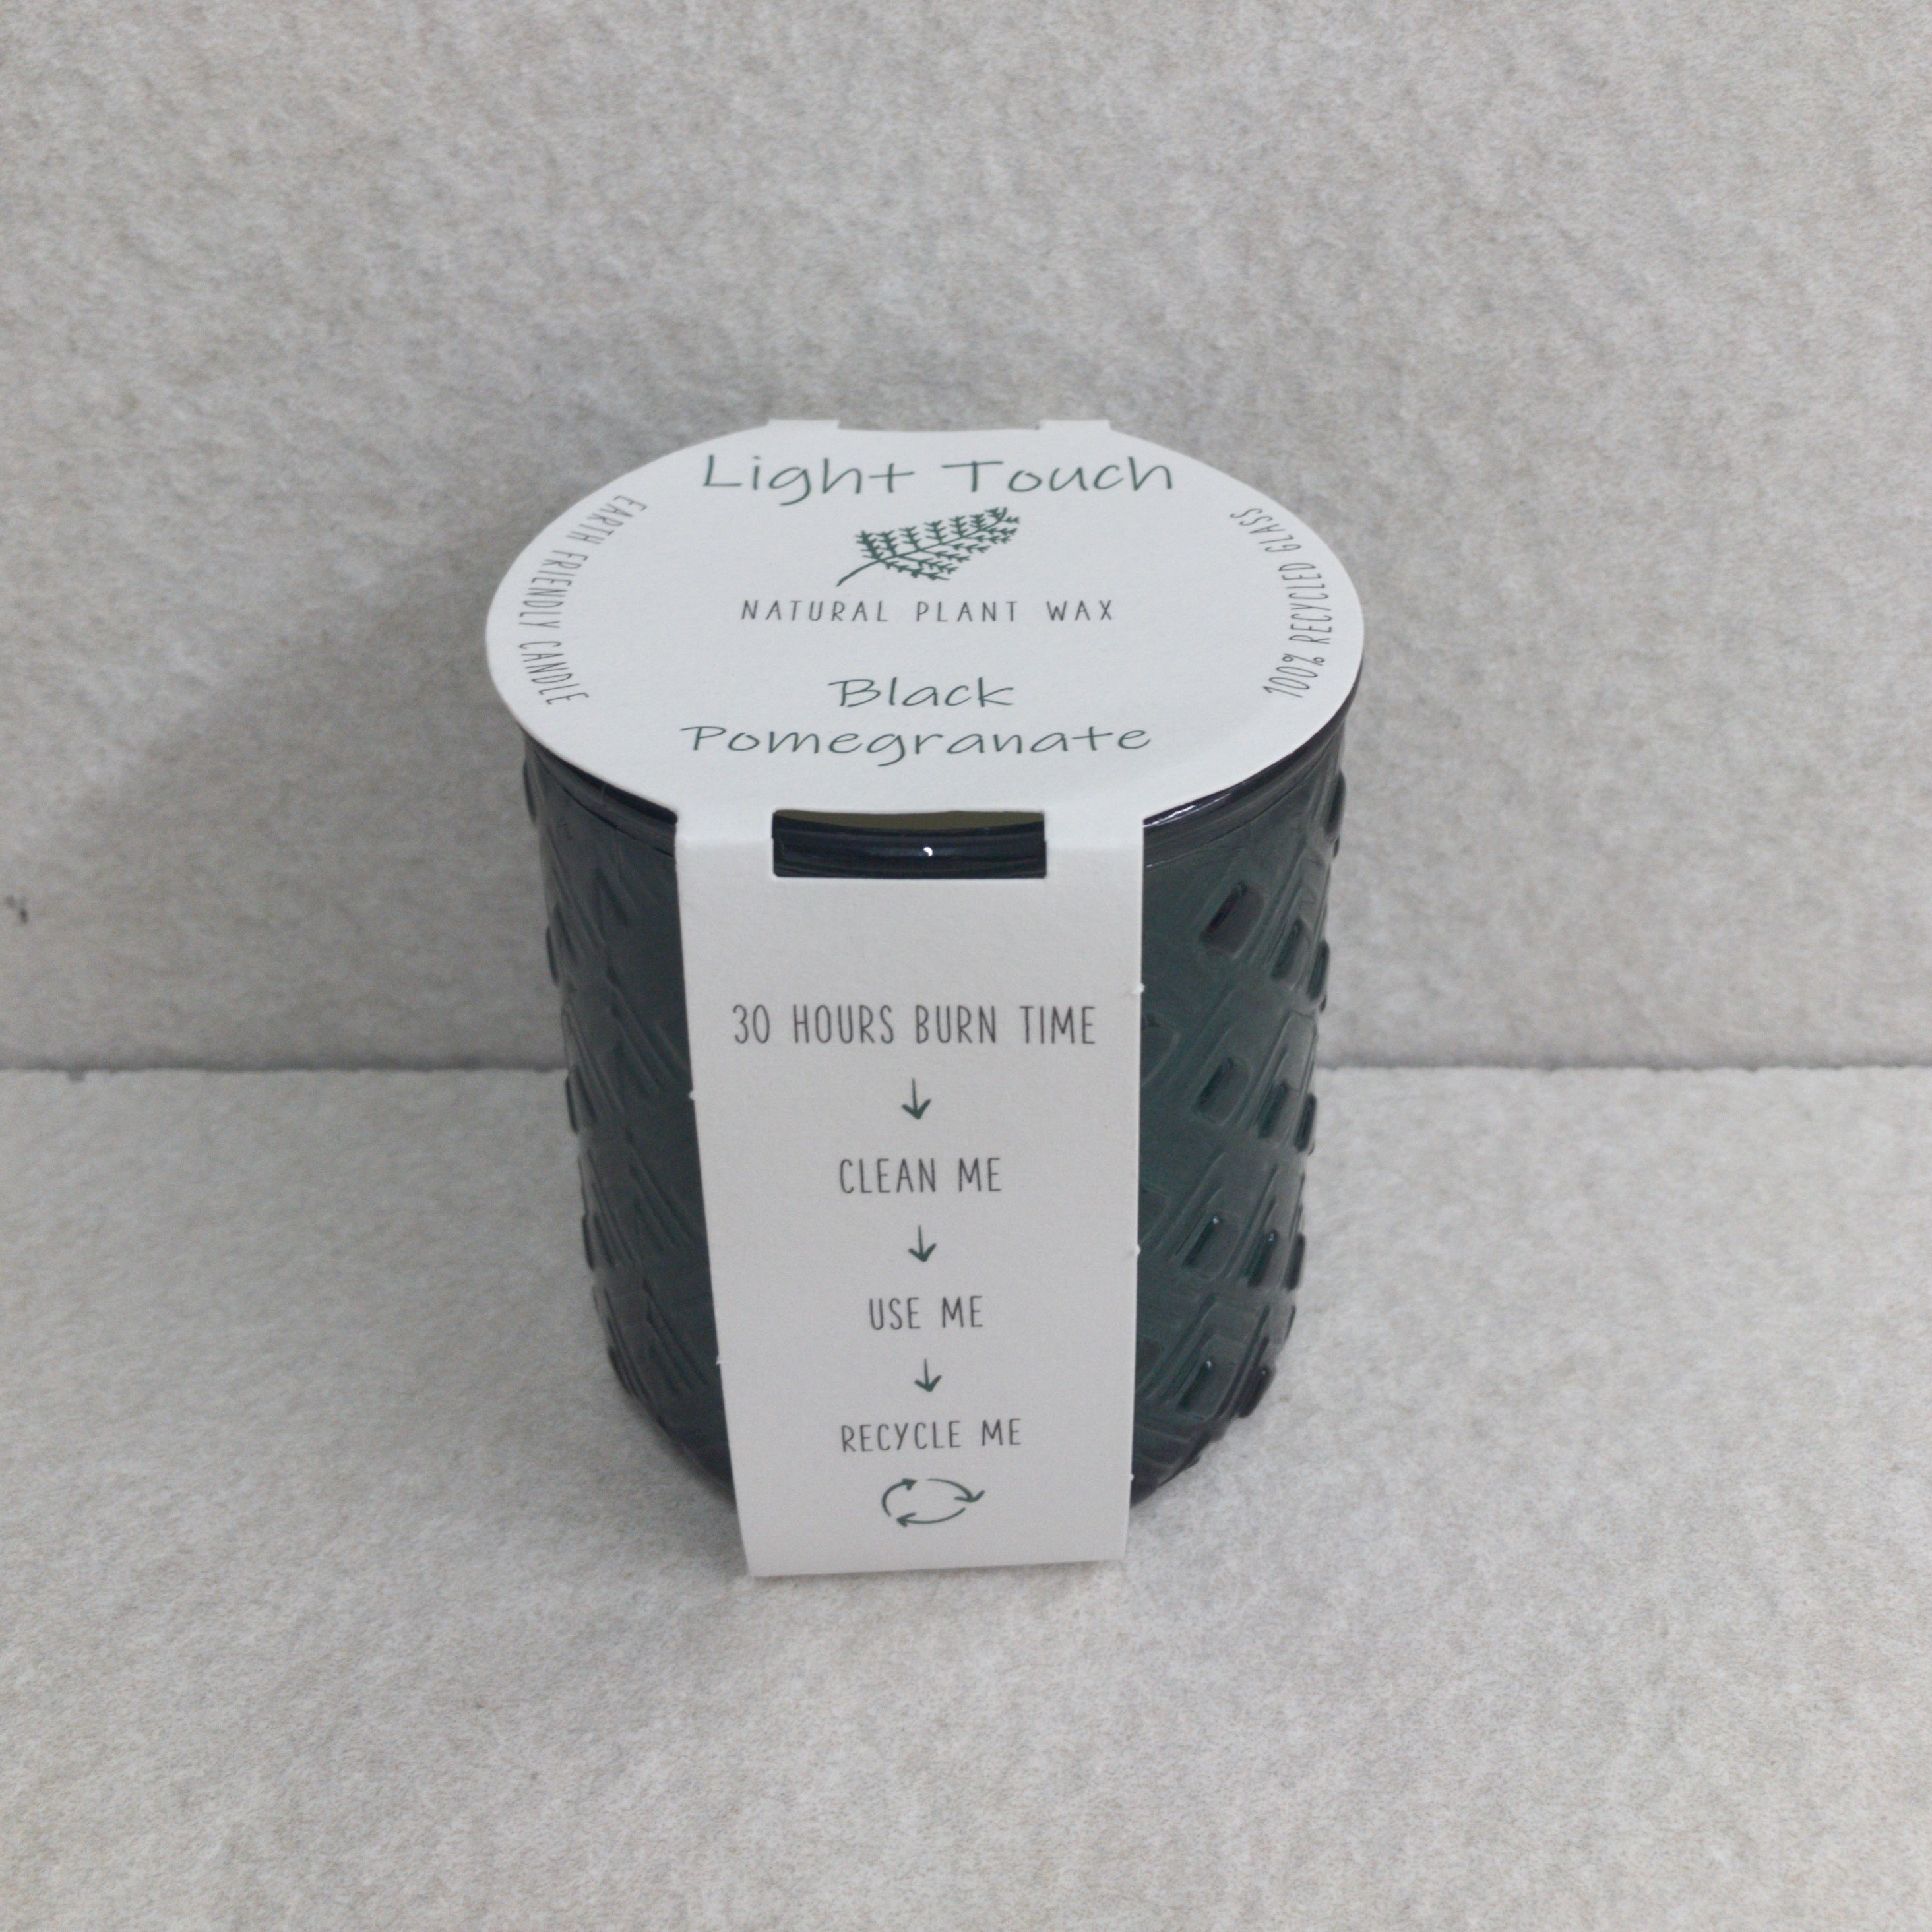 Light Touch
EARTH FRIENDLY CANDLE
100% RECYCLED GLASS
NATURAL PLANT WAX
Black
Pomegranate
30 HOURS BURN TIME
CLEAN ME
USE ME
RECYCLE ME